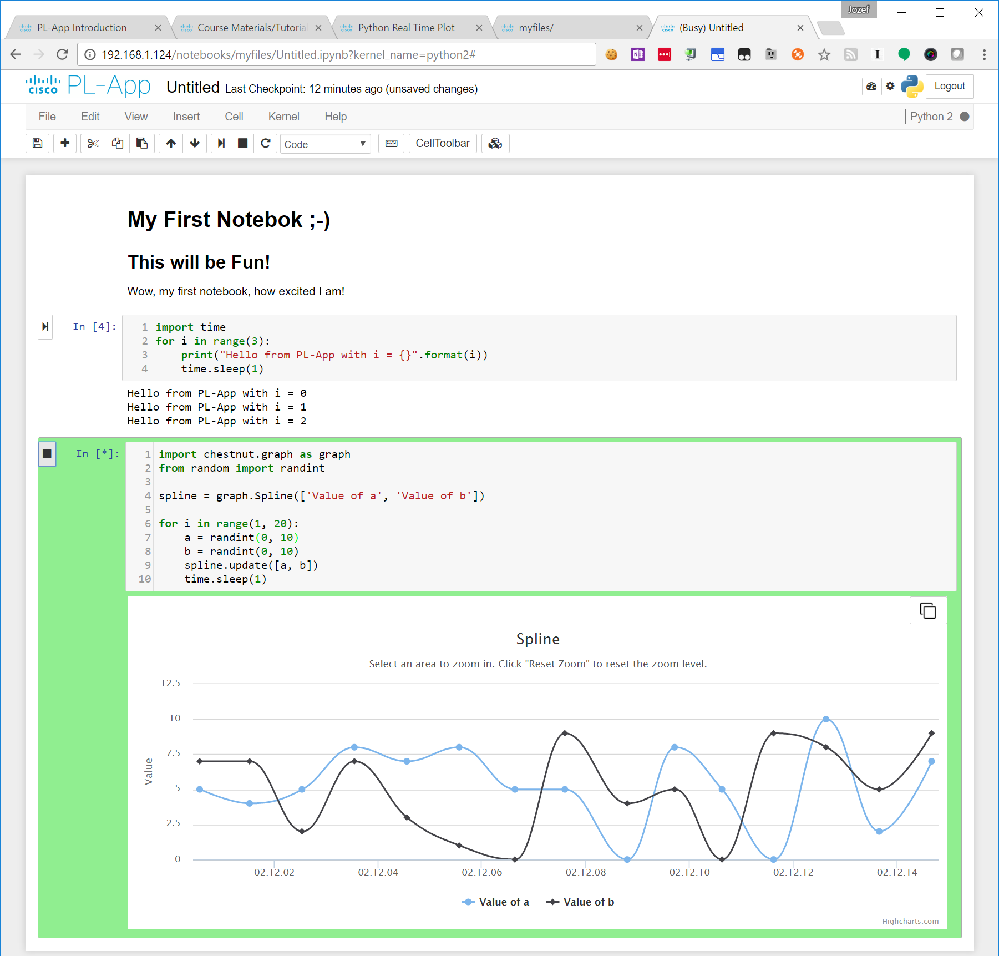 Jozef
PL-App Introduction
Course Materials/Tutoria
Python Real Time Plot
myfiles/
(Busy) Untitled
192.168.1.124/notebooks/myfiles/Untitled.ipynb?kernel_name=python2#
cisco PL-App Untitled Last Checkpoint: 12 minutes ago (unsaved changes) Logout
File Edit View Insert Cell Kernel Help Python 2
Code CellToolbar
My First Notebok ;-)
This will be Fun!
Wow, my first notebook, how excited I am!
In [4]:
1 import time
2 for i in range(3):
3     print("Hello from PL-App with i = {}".format(i))
4     time.sleep(1)
Hello from PL-App with i = 0
Hello from PL-App with i = 1
Hello from PL-App with i = 2
In [*]:
1 import chestnut.graph as graph
2 from random import randint
3
4 spline = graph.Spline(['Value of a', 'Value of b'])
5
6 for i in range(1, 20):
7     a = randint(0, 10)
8     b = randint(0, 10)
9     spline.update([a, b])
10     time.sleep(1)
Spline
Select an area to zoom in. Click "Reset Zoom" to reset the zoom level.
12.5
10
7.5
5
2.5
0
Value
02:12:02 02:12:04 02:12:06 02:12:08 02:12:10 02:12:12 02:12:14
Value of a Value of b
Highcharts.com